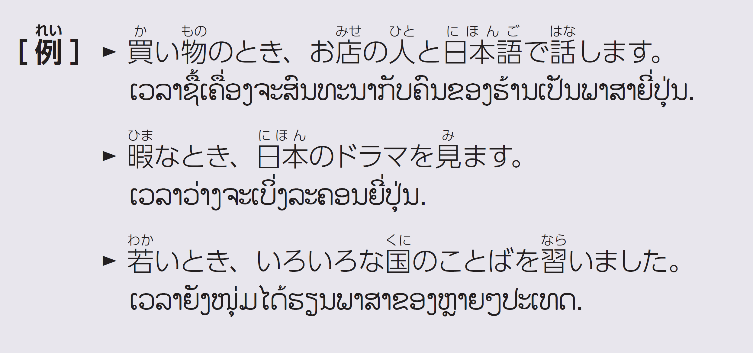 れい か もの みせ ひと に ほん ご はな
[例] ► 買い物のとき、お店の人と日本語で話します。
ເວລາຊື້ເຄື່ອງຈະສົນທະນາກັບຄົນຂອງຮ້ານເປັນພາສາຍີ່ປຸ່ນ.
ひま に ほん み
► 暇なとき、日本のドラマを見ます。
ເວລາວ່າງຈະເບິ່ງລະຄອນຍີ່ປຸ່ນ.
わか くに なら
► 若いとき、いろいろな国のことばを習いました。
ເວລາຍັງໜຸ່ມໄດ້ຮຽນພາສາຂອງຫຼາຍໆປະເທດ.